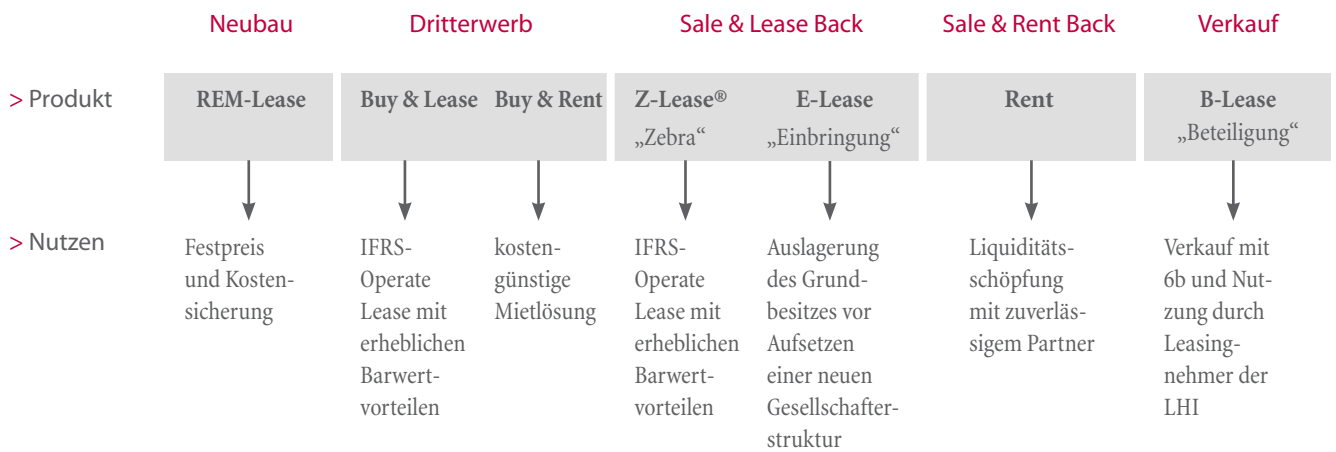 Neubau
Dritterwerb
Sale & Lease Back
Sale & Rent Back
Verkauf
> Produkt
REM-Lease
Buy & Lease
Buy & Rent
Z-Lease®
„Zebra“
E-Lease
„Einbringung“
Rent
B-Lease
„Beteiligung“
> Nutzen
Festpreis
und Kosten-
sicherung
IFRS-
Operate
Lease mit
erheblichen
Barwert-
vorteilen
kosten-
günstige
Mietlösung
IFRS-
Operate
Lease mit
erheblichen
Barwert-
vorteilen
Auslagerung
des Grund-
besitzes vor
Aufsetzen
einer neuen
Gesellschafter-
struktur
Liquiditäts-
schöpfung
mit zuverläs-
sigem Partner
Verkauf mit
6b und Nut-
zung durch
Leasing-
nehmer der
LHI